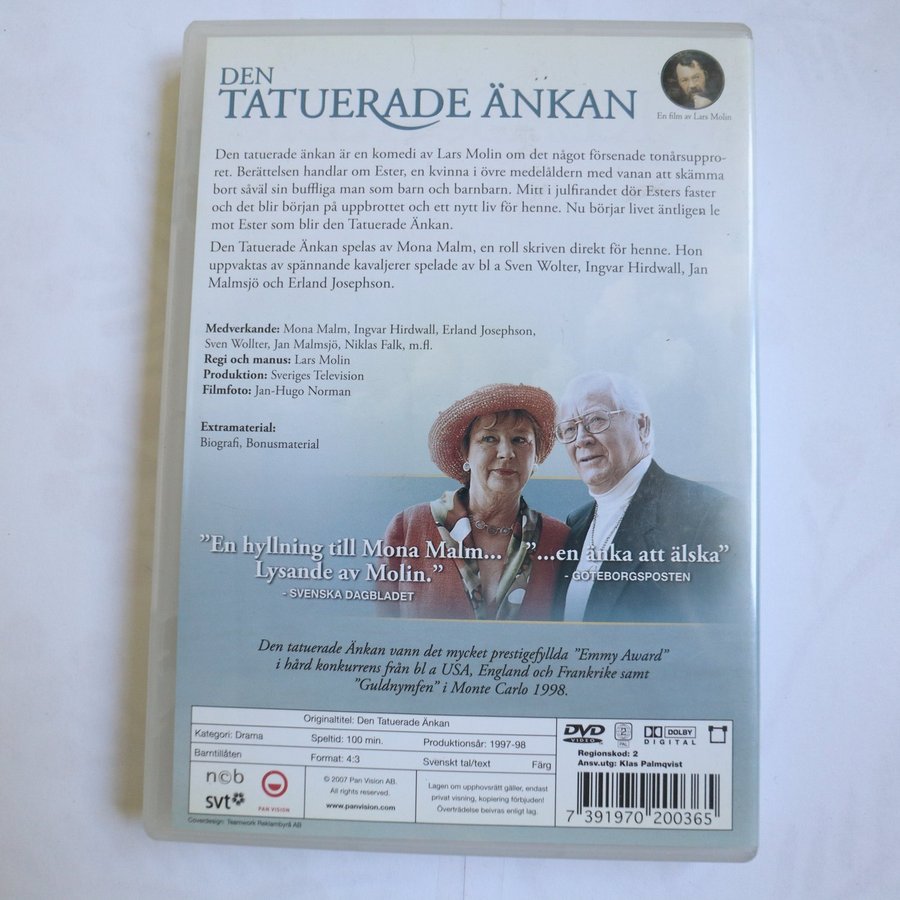 DEN
TATUERADE ÄNKAN
En film av Lars Molin
Den tatuerade änkan är en komedi av Lars Molin om det något försenade tonårsuppro-
ret. Berättelsen handlar om Ester, en kvinna i övre medelåldern med vanan att skämma
bort såväl sin buffliga man som barn och barnbarn. Mitt i julfirandet dör Esters faster
och det blir början på uppbrottet och ett nytt liv för henne. Nu börjar livet äntligen le
mot Ester som blir den Tatuerade Änkan.
Den Tatuerade Änkan spelas av Mona Malm, en roll skriven direkt för henne. Hon
uppvaktas av spännande kavaljerer spelade av bl a Sven Wolter, Ingvar Hirdwall, Jan
Malmsjö och Erland Josephson.
Medverkande: Mona Malm, Ingvar Hirdwall, Erland Josephson,
Sven Wollter, Jan Malmsjö, Niklas Falk, m.fl.
Regi och manus: Lars Molin
Produktion: Sveriges Television
Filmfoto: Jan-Hugo Norman
Extramaterial:
Biografi, Bonusmaterial
"En hyllning till Mona Malm...
Lysande av Molin."
- SVENSKA DAGBLADET
"...en änka att älska"
- GÖTEBORGSPOSTEN
Den tatuerade Änkan vann det mycket prestigefyllda "Emmy Award"
i hård konkurrens från bl a USA, England och Frankrike samt
"Guldnymfen" i Monte Carlo 1998.
Originaltitel: Den Tatuerade Änkan
Kategori: Drama Speltid: 100 min. Produktionsår: 1997-98
Barntillåten Format: 4:3 Svenskt tal/text Färg
ncb
svt
PAN VISION
© 2007 Pan Vision AB.
All rights reserved.
www.panvision.com
Lagen om upphovsrätt gäller, endast
privat visning, kopiering förbjuden!
Överträdelse beivras enligt lag.
DVD
VIDEO
2
PAL
DOLBY
DIGITAL
Regionskod: 2
Ansv.utg: Klas Palmqvist
7 391970 200365
Coverdesign: Teamwork Reklambyrå AB